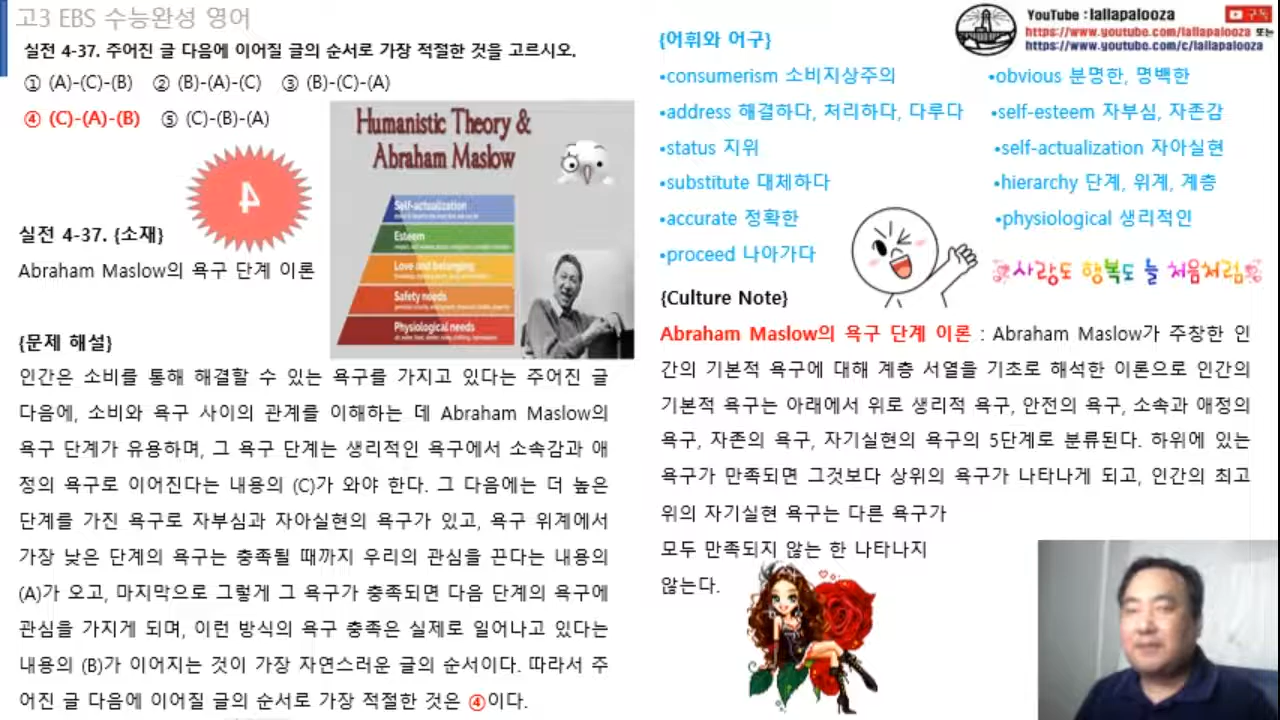 고3 EBS 수능완성 영어
실전 4-37. 주어진 글 다음에 이어질 글의 순서로 가장 적절한 것을 고르시오.
① (A)-(C)-(B) ② (B)-(A)-(C) ③ (B)-(C)-(A)
④ (C)-(A)-(B) ⑤ (C)-(B)-(A)
4
Humanistic Theory &
Abraham Maslow
Self-actualization
Esteem
Love and belonging
Safety needs
Physiological needs
실전 4-37. {소재}
Abraham Maslow의 욕구 단계 이론
{문제 해설}
인간은 소비를 통해 해결할 수 있는 욕구를 가지고 있다는 주어진 글
다음에, 소비와 욕구 사이의 관계를 이해하는 데 Abraham Maslow의
욕구 단계가 유용하며, 그 욕구 단계는 생리적인 욕구에서 소속감과 애
정의 욕구로 이어진다는 내용의 (C)가 와야 한다. 그 다음에는 더 높은
단계를 가진 욕구로 자부심과 자아실현의 욕구가 있고, 욕구 위계에서
가장 낮은 단계의 욕구는 충족될 때까지 우리의 관심을 끈다는 내용의
(A)가 오고, 마지막으로 그렇게 그 욕구가 충족되면 다음 단계의 욕구에
관심을 가지게 되며, 이런 방식의 욕구 충족은 실제로 일어나고 있다는
내용의 (B)가 이어지는 것이 가장 자연스러운 글의 순서이다. 따라서 주
어진 글 다음에 이어질 글의 순서로 가장 적절한 것은 ④이다.
YouTube : lallapalooza
구독
https://www.youtube.com/lallapalooza 또는
https://www.youtube.com/c/lallapalooza
{어휘와 어구}
•consumerism 소비지상주의 •obvious 분명한, 명백한
•address 해결하다, 처리하다, 다루다 •self-esteem 자부심, 자존감
•status 지위 •self-actualization 자아실현
•substitute 대체하다 •hierarchy 단계, 위계, 계층
•accurate 정확한 •physiological 생리적인
•proceed 나아가다
사랑도 행복도 늘 처음처럼
{Culture Note}
Abraham Maslow의 욕구 단계 이론 : Abraham Maslow가 주창한 인
간의 기본적 욕구에 대해 계층 서열을 기초로 해석한 이론으로 인간의
기본적 욕구는 아래에서 위로 생리적 욕구, 안전의 욕구, 소속과 애정의
욕구, 자존의 욕구, 자기실현의 욕구의 5단계로 분류된다. 하위에 있는
욕구가 만족되면 그것보다 상위의 욕구가 나타나게 되고, 인간의 최고
위의 자기실현 욕구는 다른 욕구가
모두 만족되지 않는 한 나타나지
않는다.